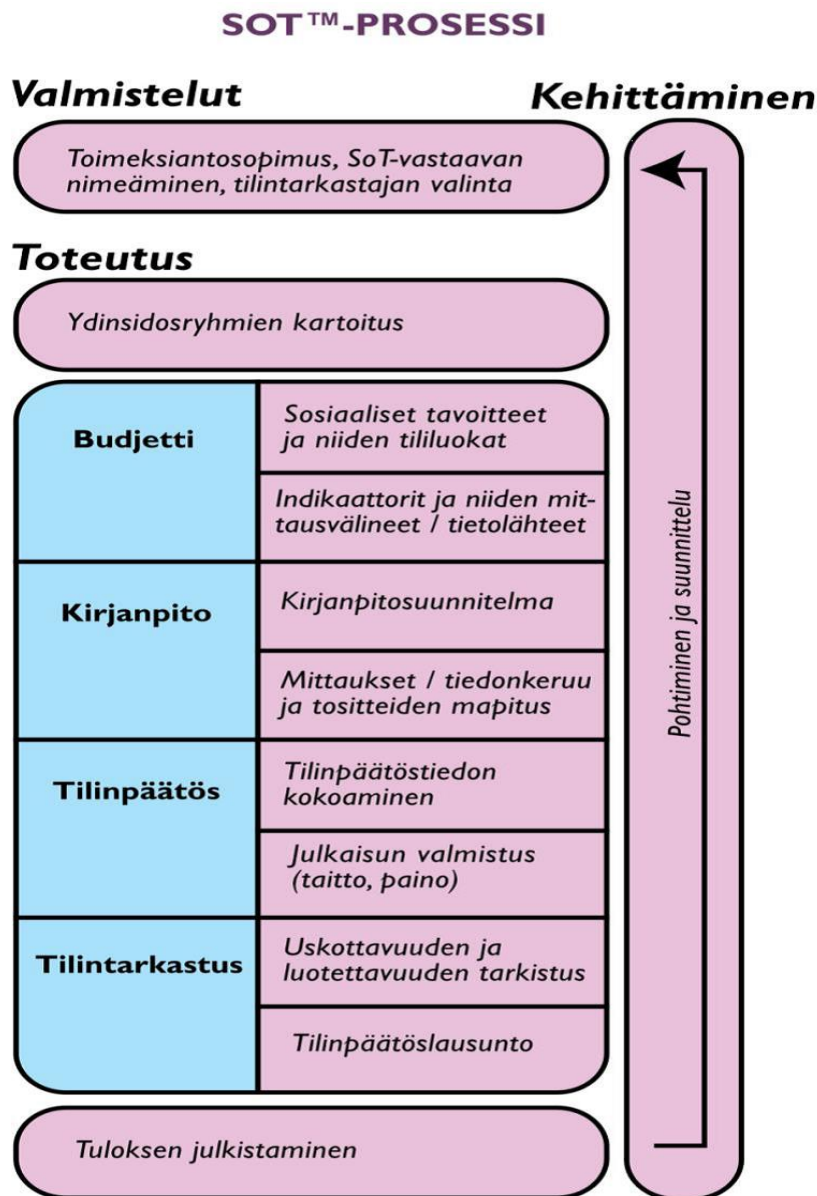 SOT™-PROSESSI
Valmistelut
Kehittäminen
Toimeksiantosopimus, SoT-vastaavan
nimeäminen, tilintarkastajan valinta
Toteutus
Ydinsidosryhmien kartoitus
Budjetti
Sosiaaliset tavoitteet
ja niiden tililuokat
Indikaattorit ja niiden mit-
tausvälineet / tietolähteet
Kirjanpito
Kirjanpitosuunnitelma
Mittaukset / tiedonkeruu
ja tositteiden mapitus
Tilinpäätös
Tilinpäätöstiedon
kokoaminen
Julkaisun valmistus
(taitto, paino)
Tilintarkastus
Uskottavuuden ja
luotettavuuden tarkistus
Tilinpäätöslausunto
Tuloksen julkistaminen
Pohtiminen ja suunnittelu